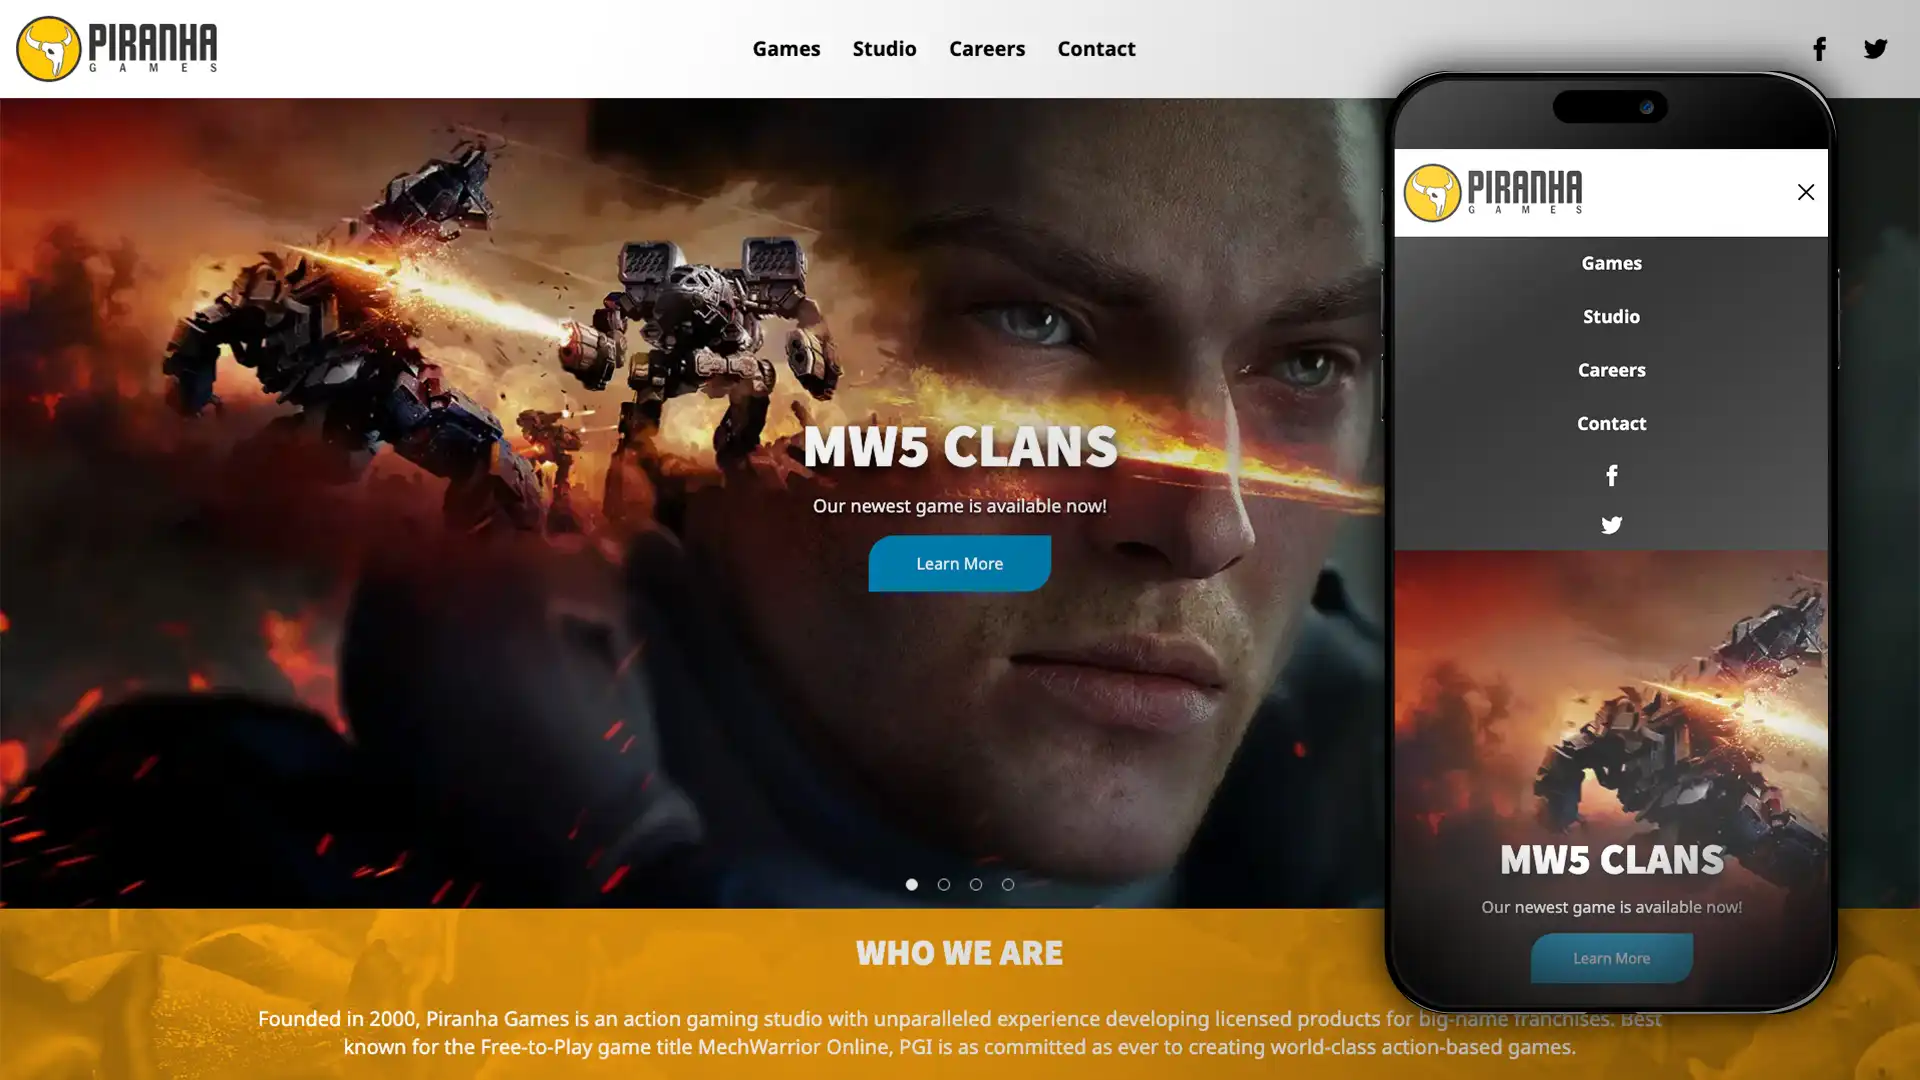 PIRANHA
GAMES
Games Studio Careers Contact
MW5 CLANS
Our newest game is available now!
Learn More
WHO WE ARE
Founded in 2000, Piranha Games is an action gaming studio with unparalleled experience developing licensed products for big-name franchises. Best
known for the Free-to-Play game title MechWarrior Online, PGI is as committed as ever to creating world-class action-based games.
PIRANHA
GAMES
Games
Studio
Careers
Contact
MW5 CLANS
Our newest game is available now!
Learn More